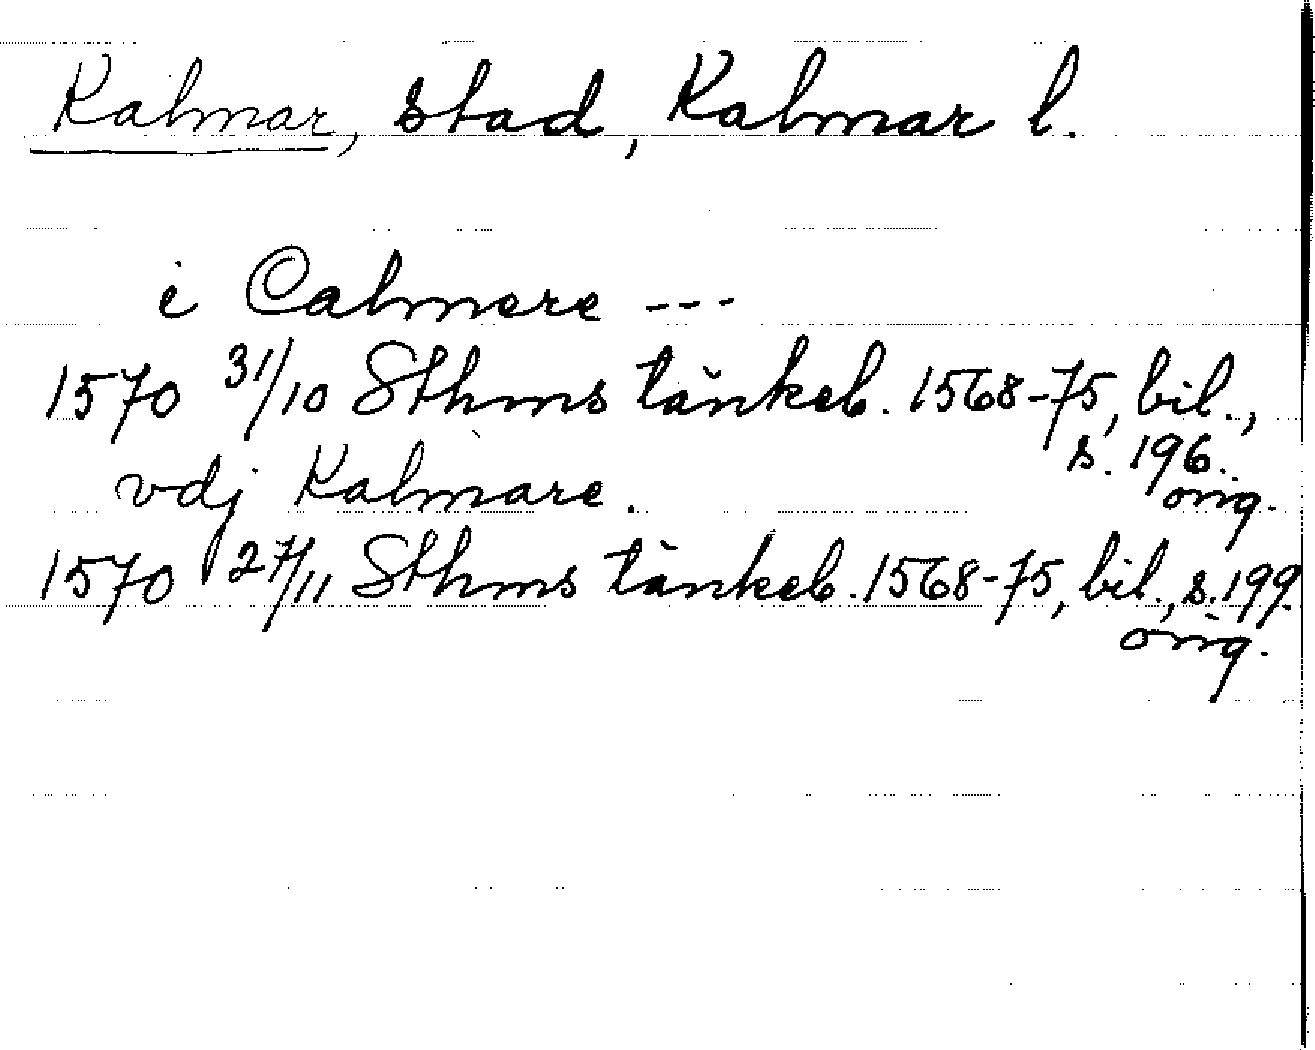 Kalmar, stad, Kalmar l.
i Calmere ---
1570 31/10 Sthms tänkeb. 1568-75, bil.,
s. 196.
orig.
vdj Kalmare.
1570 27/11 Sthms tänkeb. 1568-75, bil., s. 199.
orig.